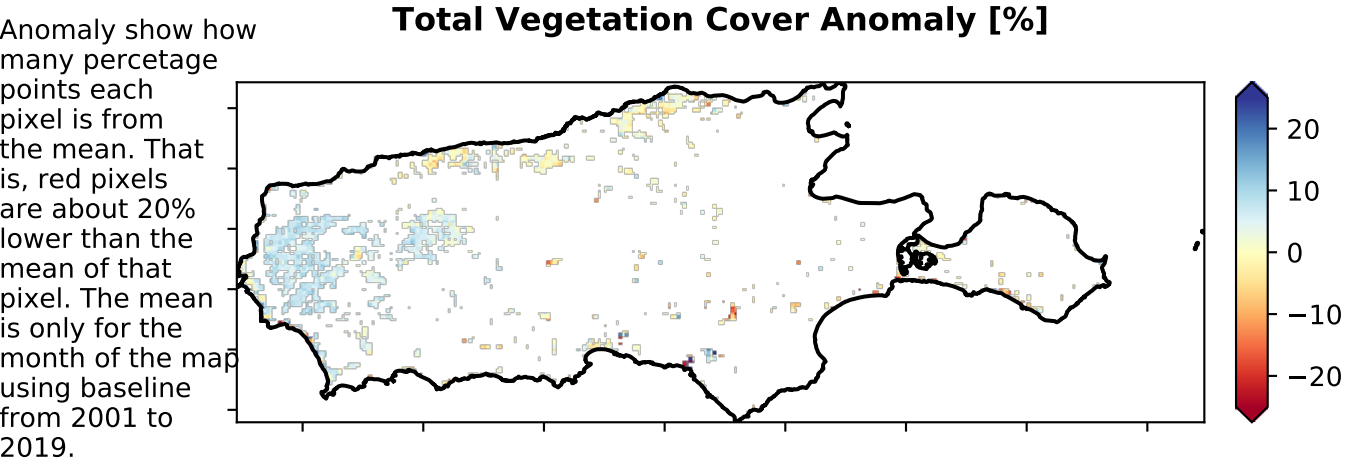 Total Vegetation Cover Anomaly [%]
Anomaly show how
many percetage
points each
pixel is from
the mean. That
is, red pixels
are about 20%
lower than the
mean of that
pixel. The mean
is only for the
month of the map
using baseline
from 2001 to
2019.
20
10
0
−10
−20